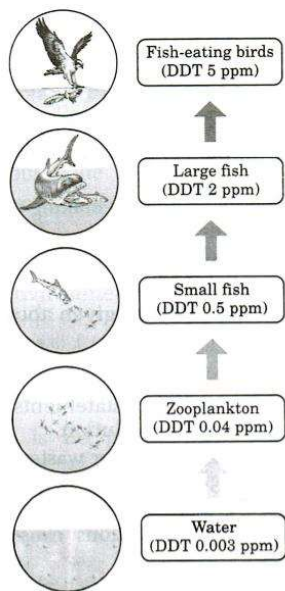 Fish-eating birds
(DDT 5 ppm)
Large fish
(DDT 2 ppm)
Small fish
(DDT 0.5 ppm)
Zooplankton
(DDT 0.04 ppm)
Water
(DDT 0.003 ppm)